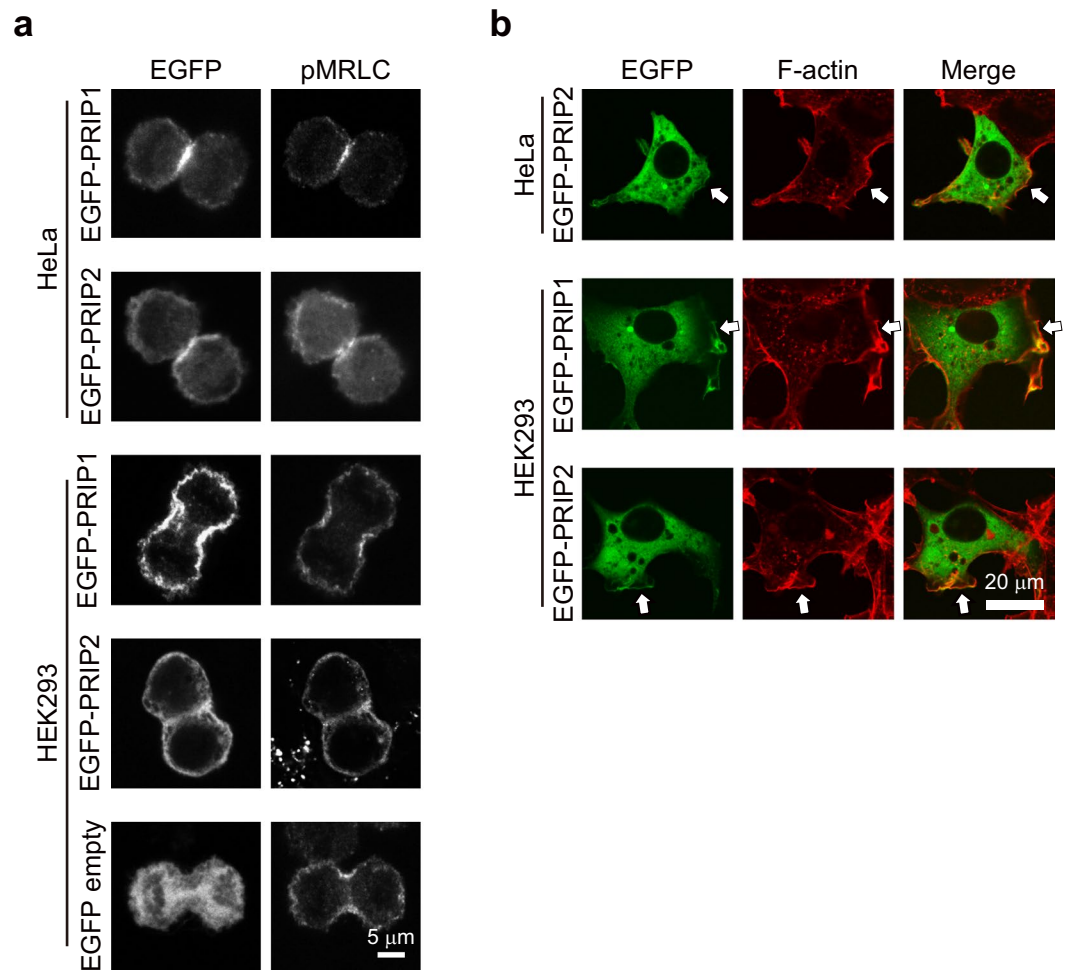 a
EGFP pMRLC
HeLa
EGFP-PRIP1
EGFP-PRIP2
HEK293
EGFP-PRIP1
EGFP-PRIP2
EGFP empty
5 μm
b
EGFP F-actin Merge
HeLa
EGFP-PRIP2
HEK293
EGFP-PRIP1
EGFP-PRIP2
20 μm